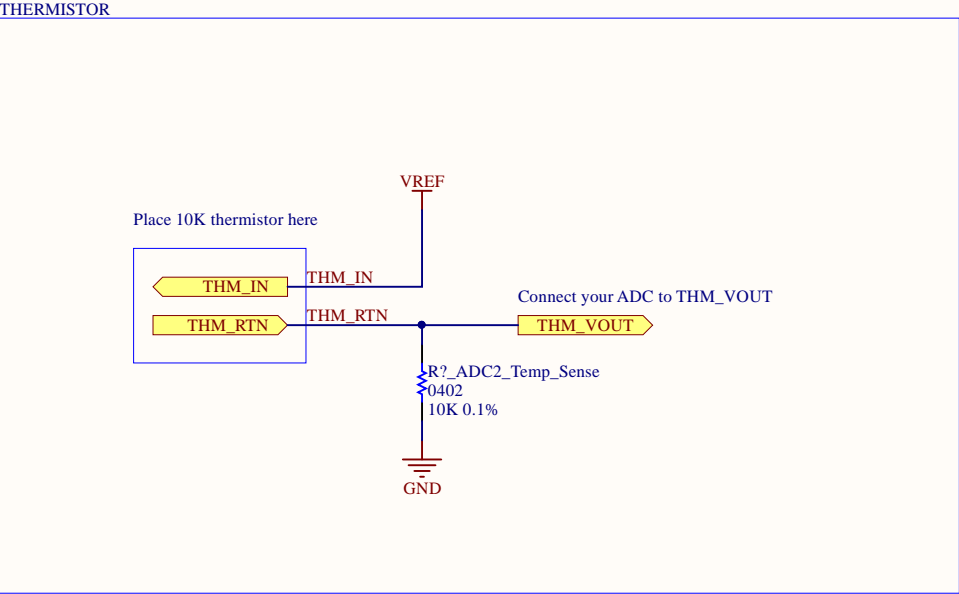 THERMISTOR
VREF
Place 10K thermistor here
THM_IN
THM_IN
Connect your ADC to THM_VOUT
THM_RTN
THM_RTN
THM_VOUT
R?_ADC2_Temp_Sense
0402
10K 0.1%
GND